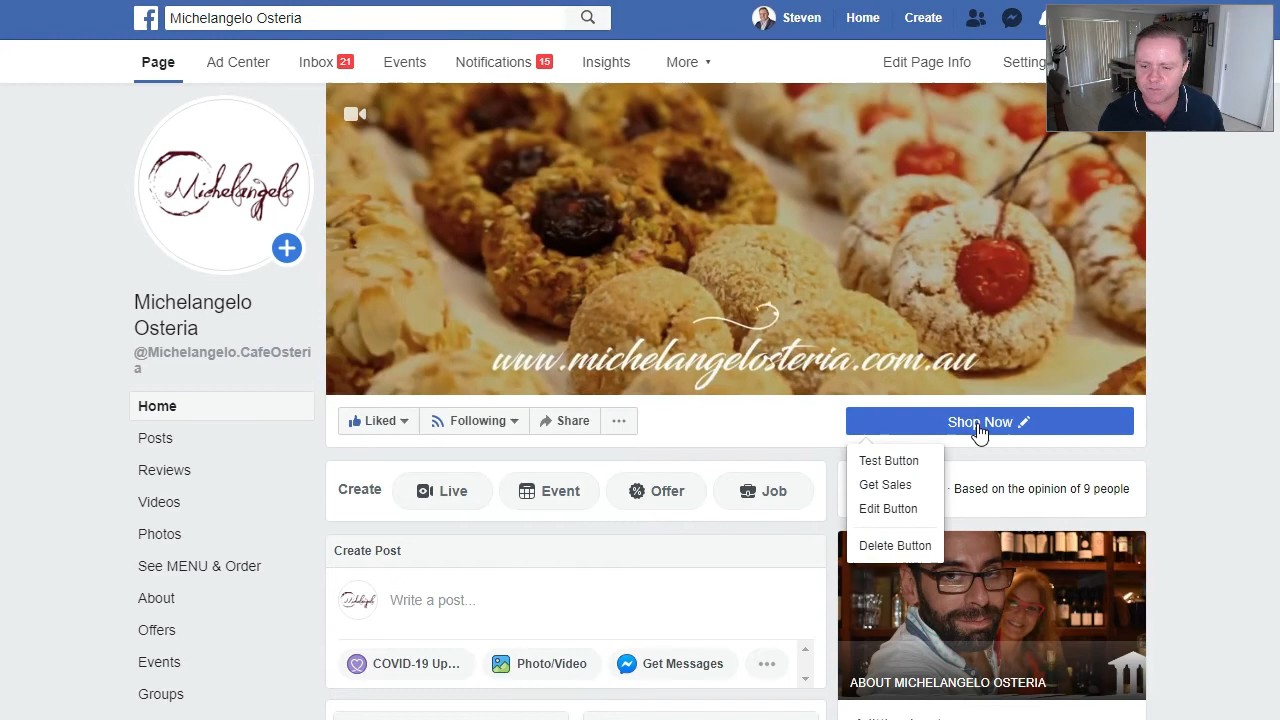 Michelangelo Osteria
Steven
Home
Create
Page
Ad Center
Inbox 21
Events
Notifications 15
Insights
More
Edit Page Info
Setting
Michelangelo
Michelangelo
Osteria
@Michelangelo.CafeOsteri
a
www.michelangelosteria.com.au
Liked
Following
Share
Shop Now
Test Button
Get Sales
Edit Button
Delete Button
Home
Posts
Reviews
Videos
Photos
See MENU & Order
About
Offers
Events
Groups
Create
Live
Event
Offer
Job
· Based on the opinion of 9 people
Create Post
Michelangelo
Write a post...
COVID-19 Up...
Photo/Video
Get Messages
ABOUT MICHELANGELO OSTERIA